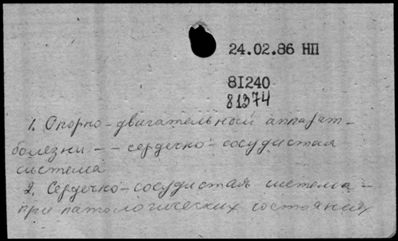 24.02.86 НП
81240
81374
1. Опорно-двигательный аппарат-
болезни -- сердечно-сосудистая
система
2. Сердечно-сосудистая система -
при патологических состояниях